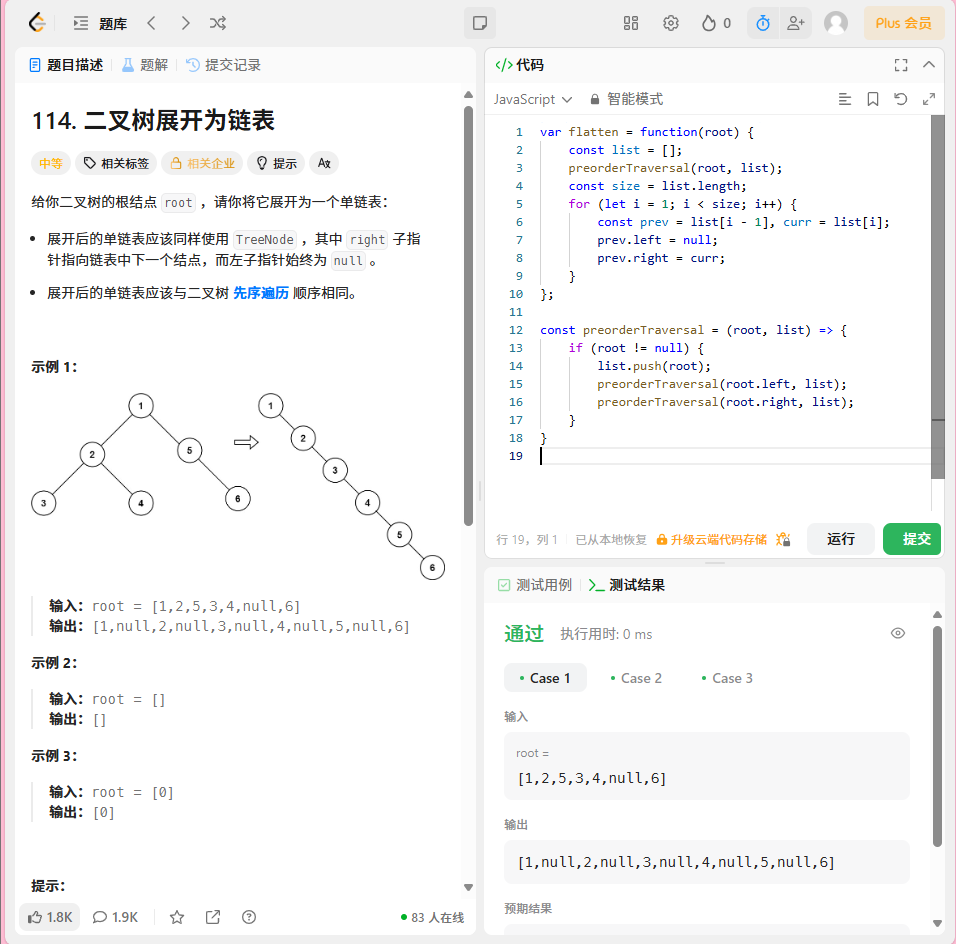 题库
0
Plus 会员
题目描述
题解
提交记录
114. 二叉树展开为链表
中等
相关标签
相关企业
提示
给你二叉树的根结点 root ，请你将它展开为一个单链表：
展开后的单链表应该同样使用 TreeNode ，其中 right 子指
针指向链表中下一个结点，而左子指针始终为 null 。
展开后的单链表应该与二叉树 先序遍历 顺序相同。
示例 1：
1
2
5
3
4
6
1
2
3
4
5
6
输入：root = [1,2,5,3,4,null,6]
输出：[1,null,2,null,3,null,4,null,5,null,6]
示例 2：
输入：root = []
输出：[]
示例 3：
输入：root = [0]
输出：[0]
提示：
1.8K
1.9K
83 人在线
</> 代码
JavaScript
智能模式
1 var flatten = function(root) {
2 const list = [];
3 preorderTraversal(root, list);
4 const size = list.length;
5 for (let i = 1; i < size; i++) {
6 const prev = list[i - 1], curr = list[i];
7 prev.left = null;
8 prev.right = curr;
9 }
10 };
11
12 const preorderTraversal = (root, list) => {
13 if (root != null) {
14 list.push(root);
15 preorderTraversal(root.left, list);
16 preorderTraversal(root.right, list);
17 }
18 }
19
行 19，列 1
已从本地恢复
升级云端代码存储
运行
提交
测试用例
>_ 测试结果
通过
执行用时: 0 ms
Case 1
Case 2
Case 3
输入
root =
[1,2,5,3,4,null,6]
输出
[1,null,2,null,3,null,4,null,5,null,6]
预期结果